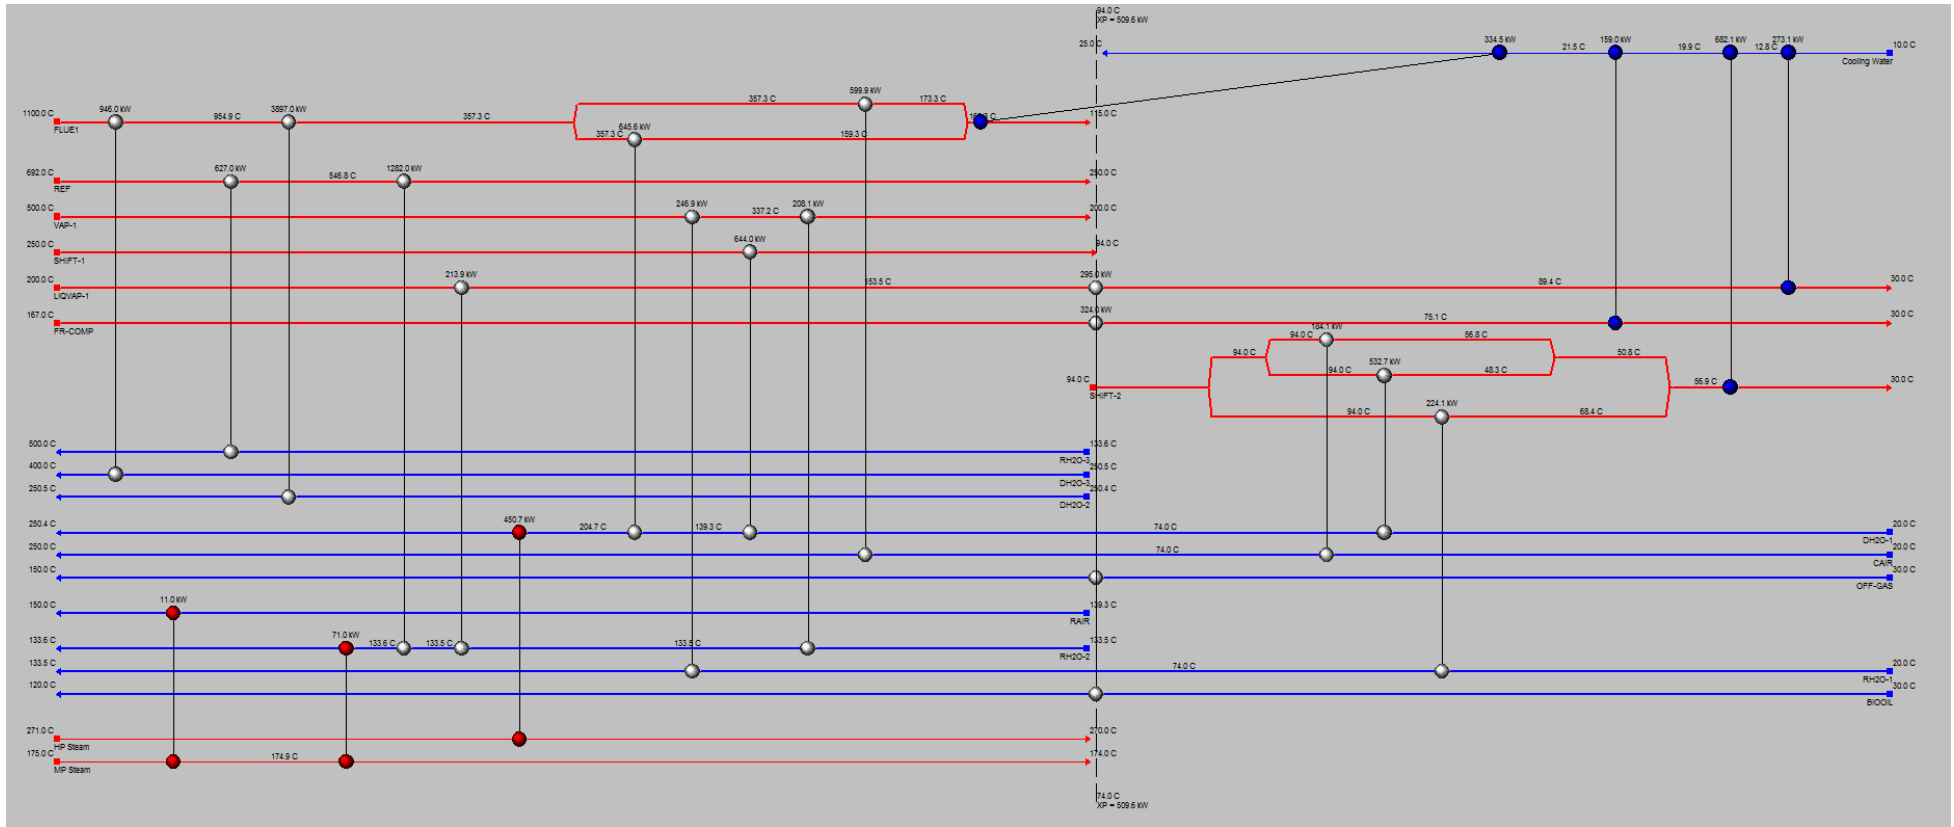 94.0 C
XP = 509.6 kW
25.0 C
334.5 kW
21.5 C
159.0 kW
19.9 C
682.1 kW
12.8 C
273.1 kW
10.0 C
Cooling Water
1100.0 C
FLUE1
946.0 kW
954.9 C
3897.0 kW
357.3 C
357.3 C
599.9 kW
173.3 C
357.3 C
645.6 kW
159.3 C
115.0 C
692.0 C
REF
627.0 kW
546.8 C
1282.0 kW
250.0 C
500.0 C
VAP-1
246.9 kW
337.2 C
208.1 kW
200.0 C
250.0 C
SHIFT-1
644.0 kW
94.0 C
200.0 C
LIQVAP-1
213.9 kW
153.5 C
295.0 kW
89.4 C
30.0 C
167.0 C
FR-COMP
324.0 kW
75.1 C
30.0 C
94.0 C
SHIFT-2
94.0 C
94.0 C
184.1 kW
56.8 C
94.0 C
532.7 kW
48.3 C
50.8 C
94.0 C
224.1 kW
68.4 C
56.9 C
30.0 C
500.0 C
133.6 C
RH2O-3
400.0 C
250.5 C
DH2O-3
250.5 C
250.4 C
DH2O-2
250.4 C
450.7 kW
204.7 C
139.3 C
74.0 C
20.0 C
DH2O-1
250.0 C
74.0 C
20.0 C
CAIR
150.0 C
30.0 C
OFF-GAS
150.0 C
11.0 kW
139.3 C
RAIR
133.6 C
71.0 kW
133.6 C
133.5 C
133.5 C
133.5 C
RH2O-2
133.5 C
74.0 C
20.0 C
RH2O-1
120.0 C
30.0 C
BIOOIL
271.0 C
HP Steam
270.0 C
175.0 C
MP Steam
174.9 C
174.0 C
74.0 C
XP = 509.6 kW